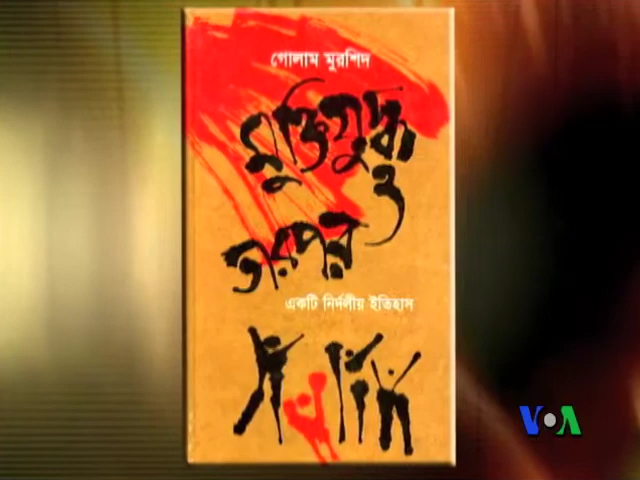 গোলাম মুরশিদ
মুক্তিযুদ্ধ
ও
তারপর
একটি নির্দলীয় ইতিহাস
VOA